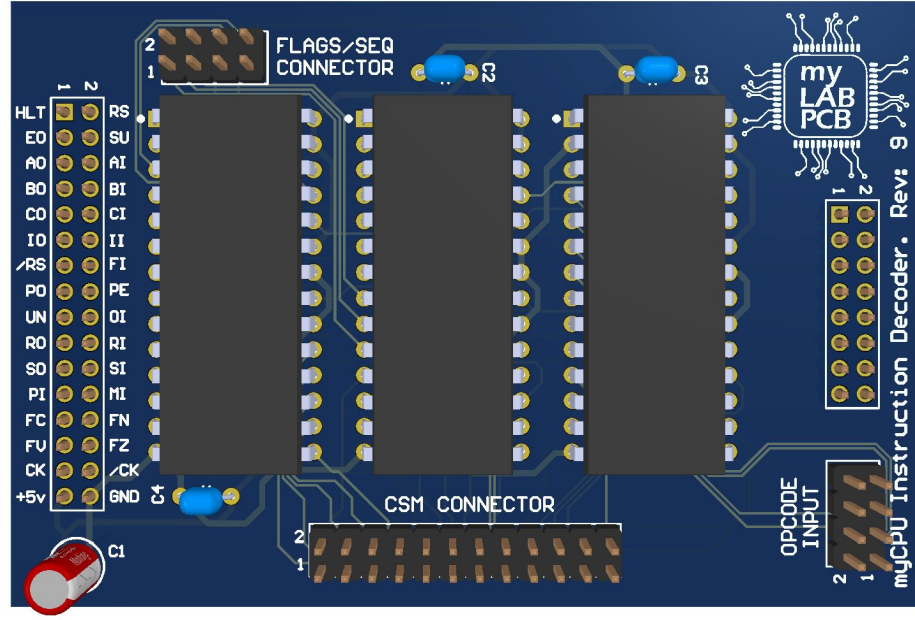 2
1
FLAGS/SEQ
CONNECTOR
C2
C3
my
LAB
PCB
1 2
HLT RS
EO SU
AO AI
BO BI
CO CI
IO II
/RS FI
PO PE
UN OI
RO RI
SO SI
PI MI
FC FN
FV FZ
CK /CK
+5v GND
C4
C1
CSM CONNECTOR
2
1
1 2
OPCODE
INPUT
2 1
myCPU Instruction Decoder. Rev: 9